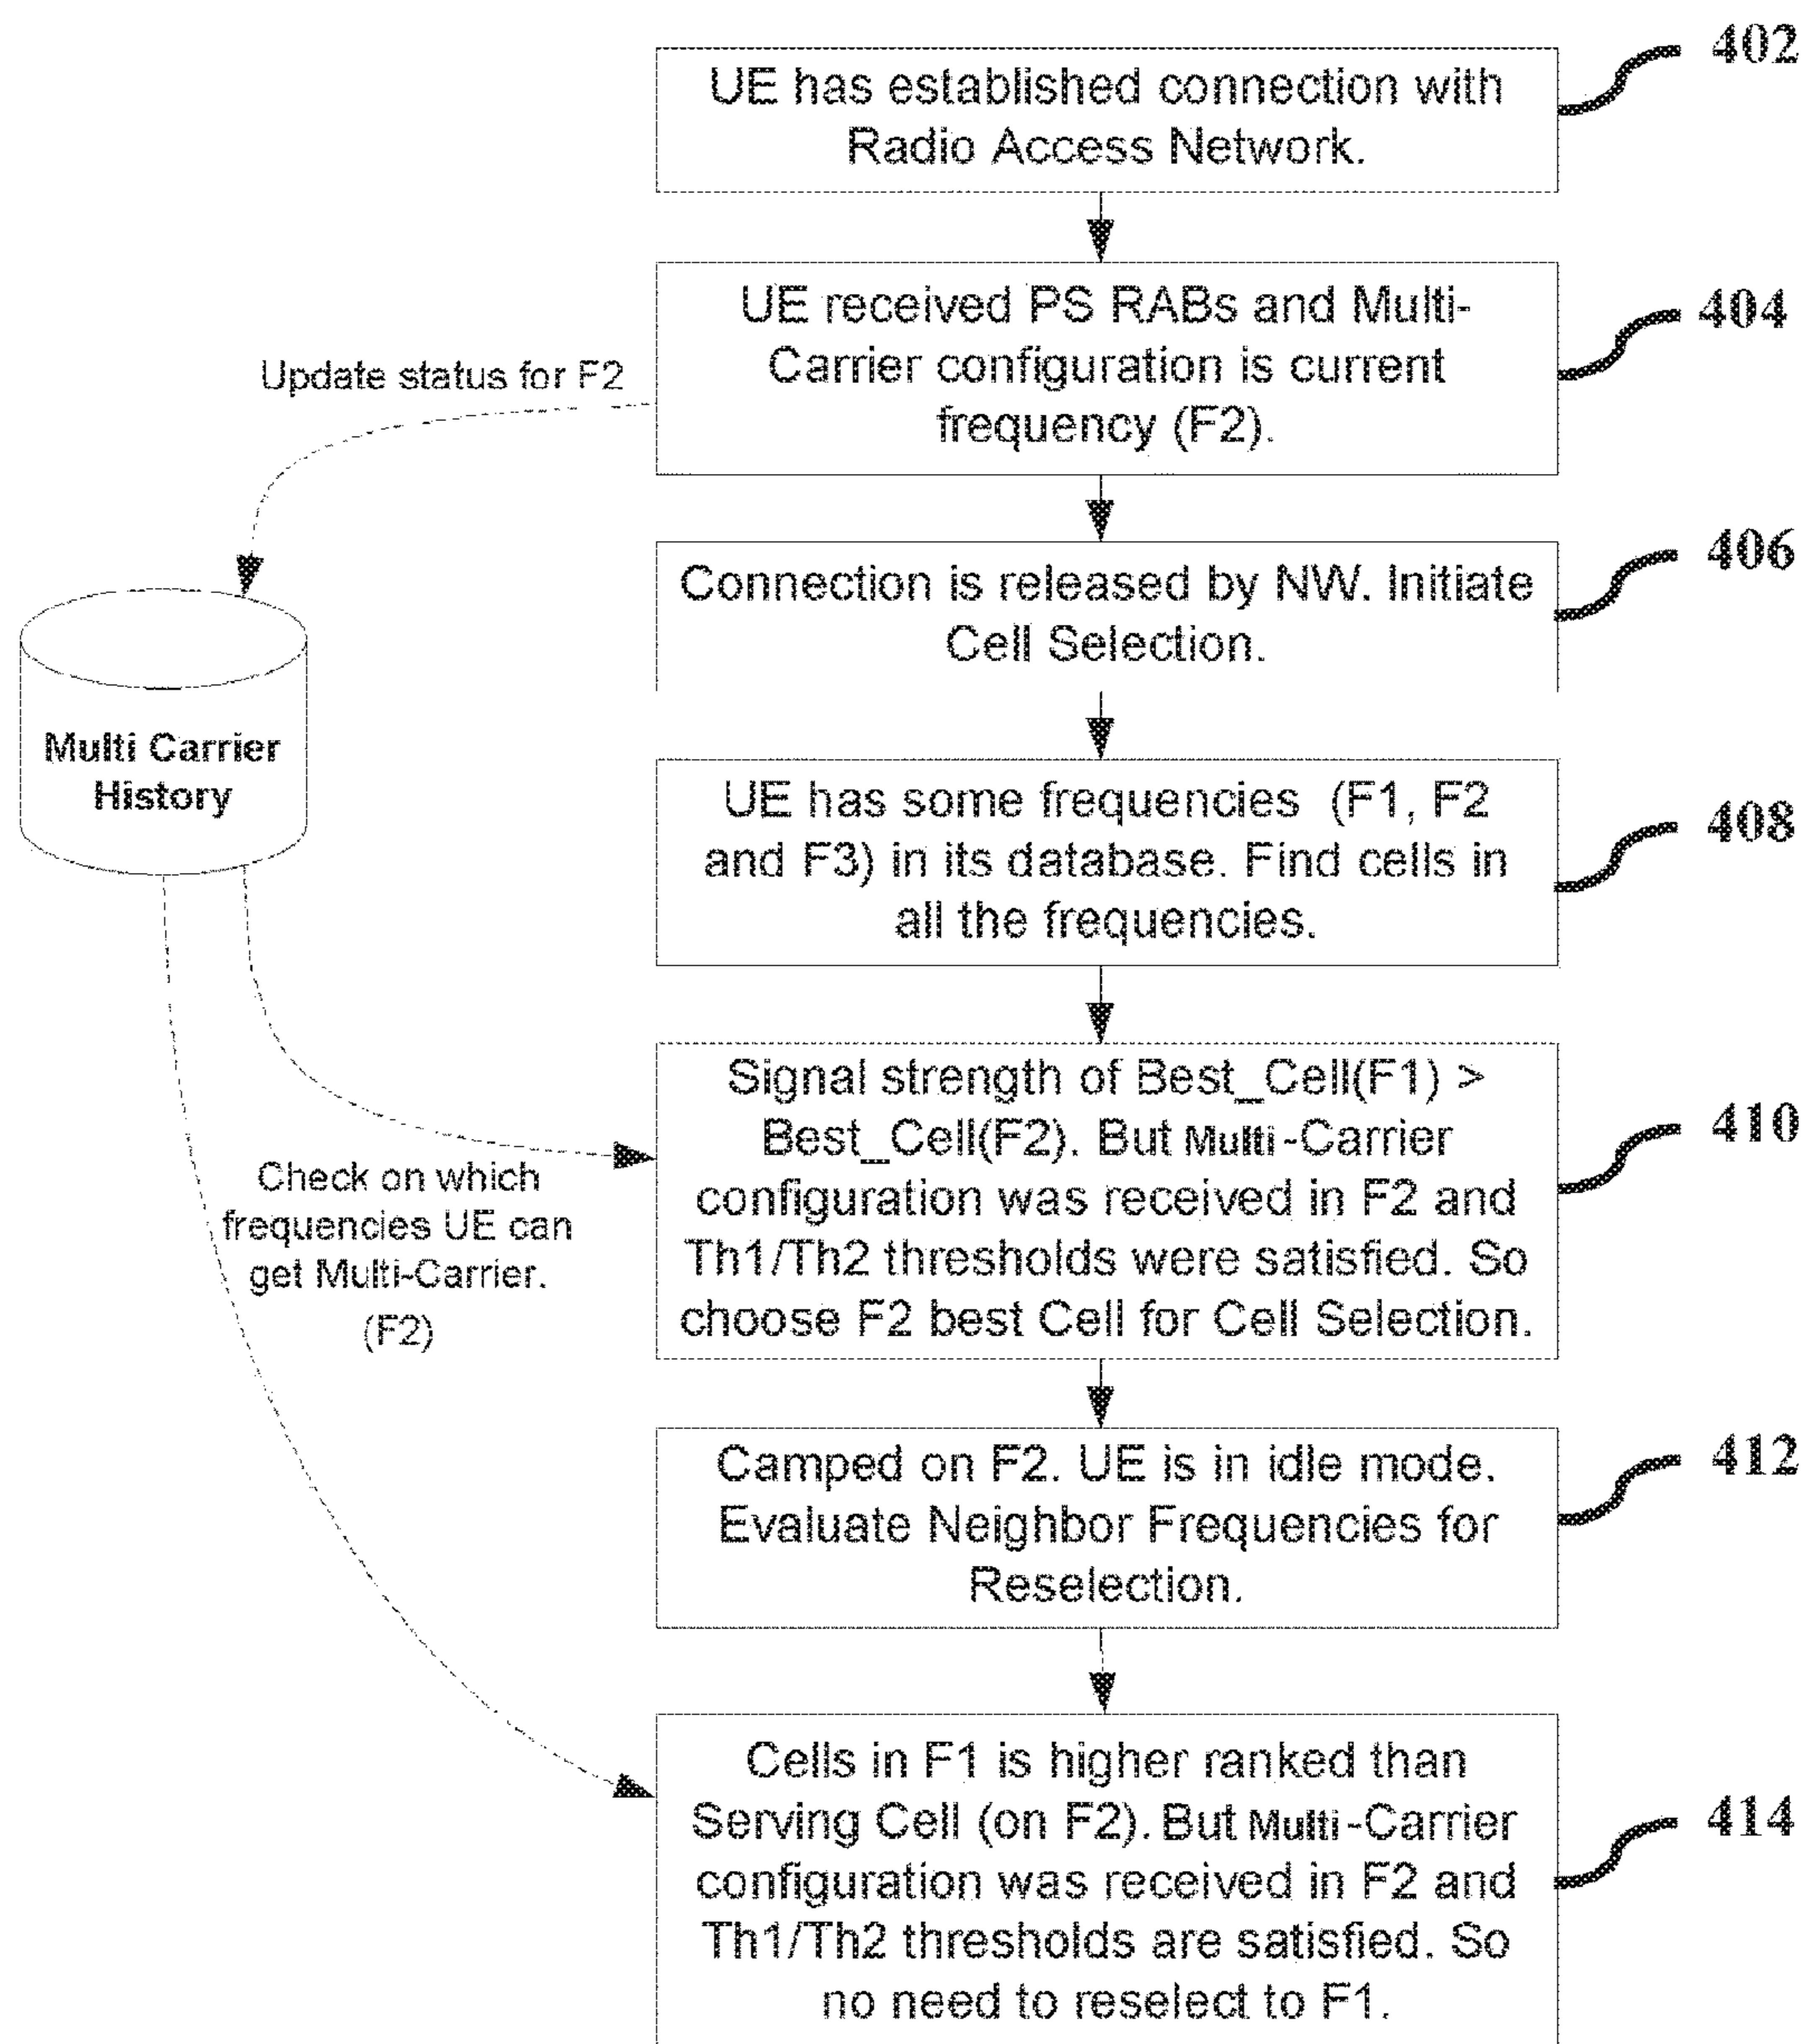 402
UE has established connection with
Radio Access Network.
404
UE received PS RABs and Multi-
Carrier configuration is current
frequency (F2).
Update status for F2
406
Connection is released by NW. Initiate
Cell Selection.
Multi Carrier
History
408
UE has some frequencies (F1, F2
and F3) in its database. Find cells in
all the frequencies.
410
Signal strength of Best_Cell(F1) >
Best_Cell(F2). But Multi-Carrier
configuration was received in F2 and
Th1/Th2 thresholds were satisfied. So
choose F2 best Cell for Cell Selection.
Check on which
frequencies UE can
get Multi-Carrier.
(F2)
412
Camped on F2. UE is in idle mode.
Evaluate Neighbor Frequencies for
Reselection.
414
Cells in F1 is higher ranked than
Serving Cell (on F2). But Multi-Carrier
configuration was received in F2 and
Th1/Th2 thresholds are satisfied. So
no need to reselect to F1.